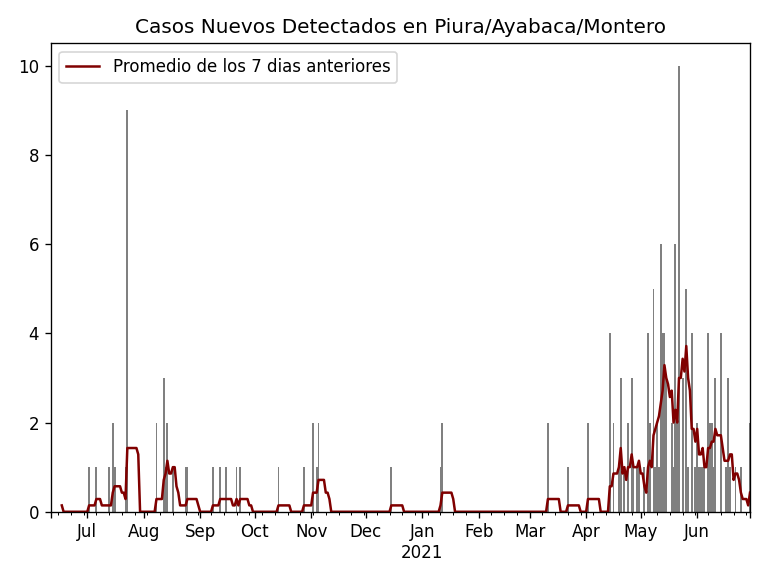 Casos Nuevos Detectados en Piura/Ayabaca/Montero
Promedio de los 7 dias anteriores
10
8
6
4
2
0
Jul Aug Sep Oct Nov Dec Jan Feb Mar Apr May Jun
2021